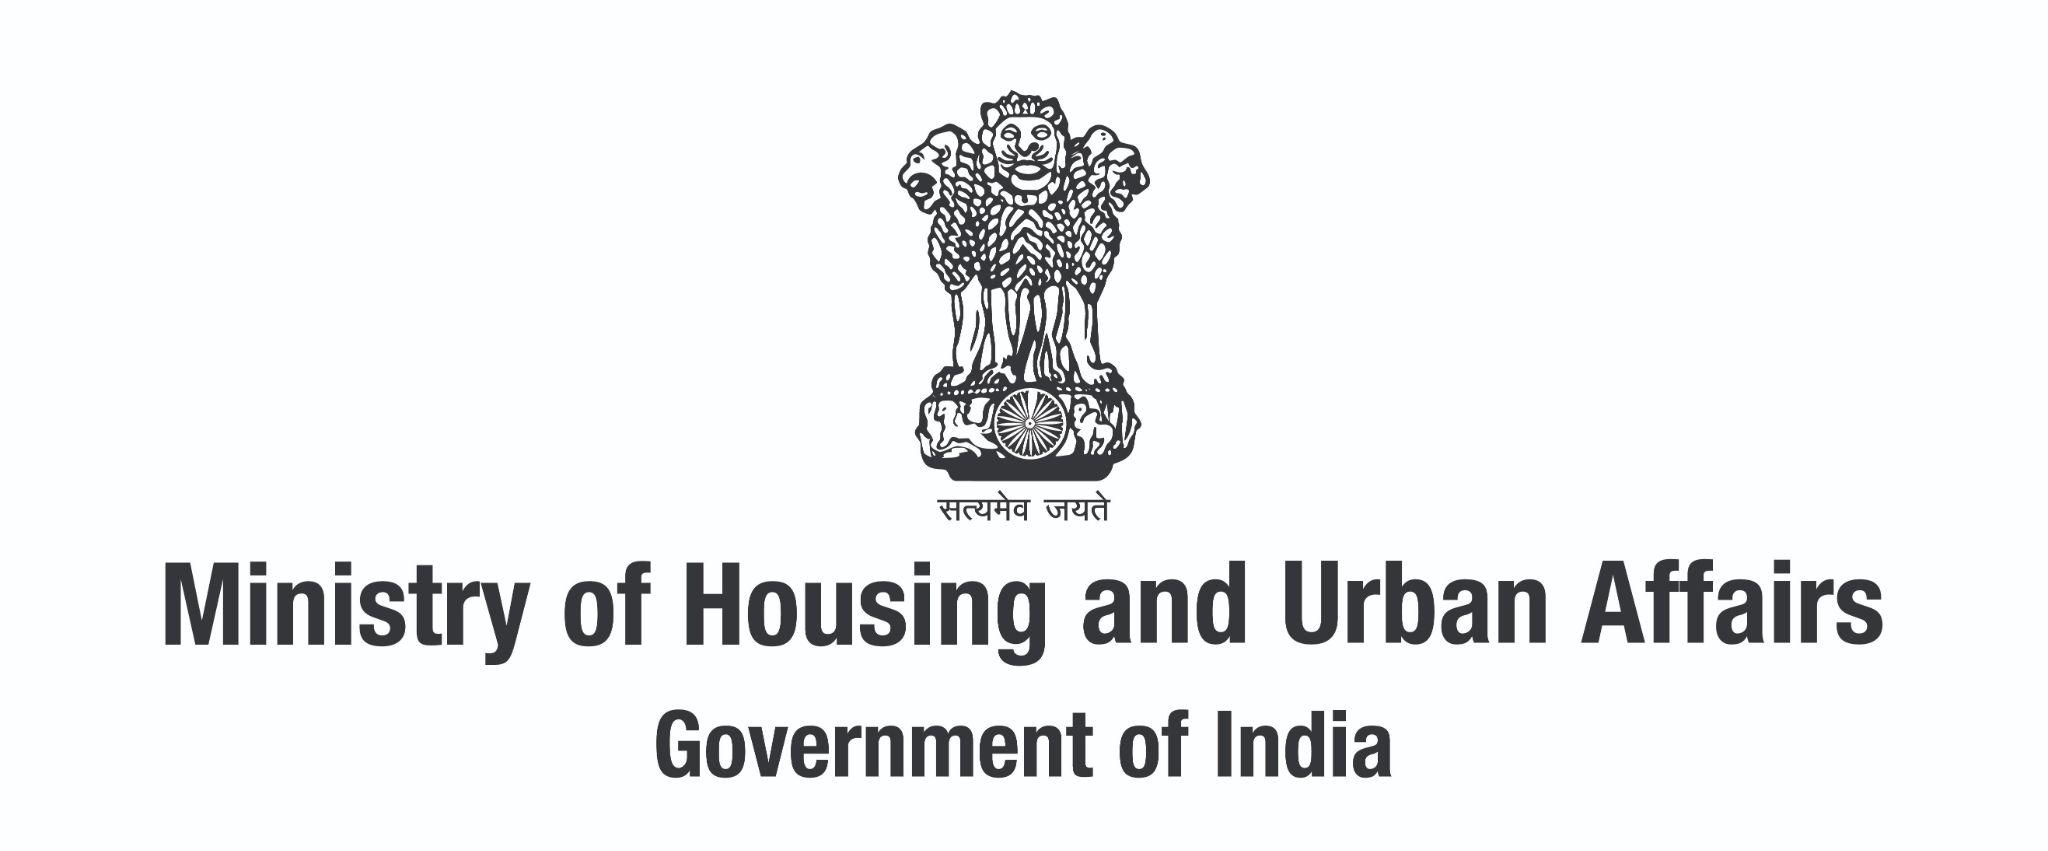 सत्यमेव जयते
Ministry of Housing and Urban Affairs
Government of India